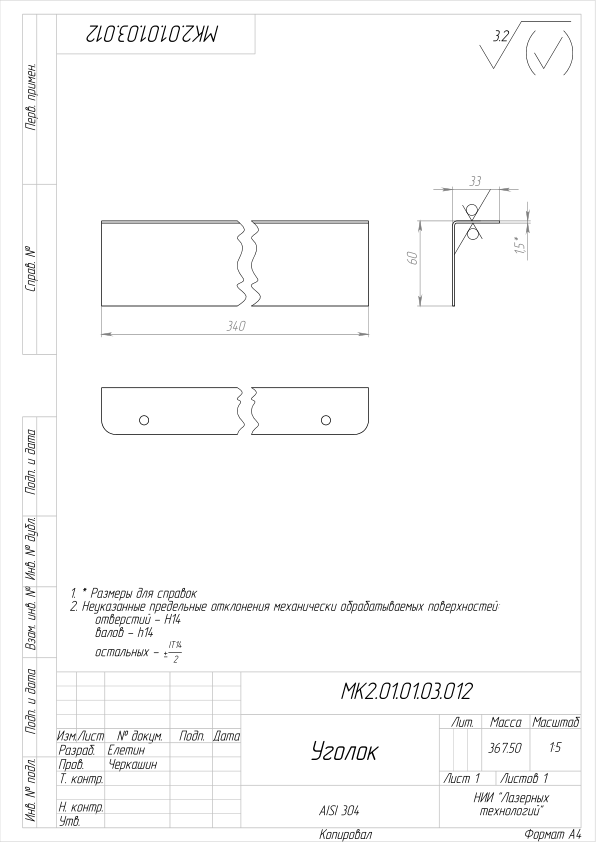 МК2.01.01.03.012
3.2
Перв. примен.
Справ. №
33
60
1,5*
340
Подп. и дата
Инв. № дубл.
Взам. инв. №
Подп. и дата
Инв. № подл.
1. * Размеры для справок
2. Неуказанные предельные отклонения механически обрабатываемых поверхностей
отверстий – H14
валов – h14
остальных – ± IT14/2
МК2.01.01.03.012
Изм. Лист № докум. Подп. Дата
Разраб. Елетин
Пров. Черкашин
Т. контр.
Н. контр.
Утв.
Уголок
Лит. Масса Масштаб
367.50 1:5
Лист 1 Листов 1
AISI 304
НИИ "Лазерных
технологий"
Копировал Формат А4